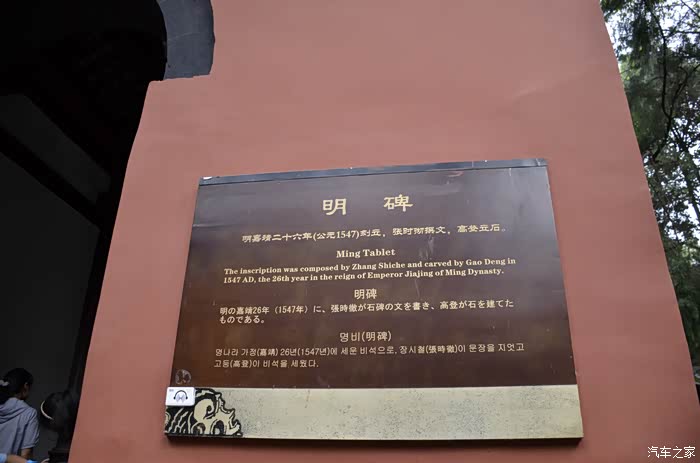 明 碑
明嘉靖二十六年(公元1547)刻立，张时彻撰文，高登立石。
Ming Tablet
The inscription was composed by Zhang Shiche and carved by Gao Deng in
1547 AD, the 26th year in the reign of Emperor Jiajing of Ming Dynasty.
明碑
明の嘉靖26年（1547年）に、張時徹が石碑の文を書き、高登が石を建てた
ものである。
명비(明碑)
명나라 가정(嘉靖) 26년(1547년)에 세운 비석으로, 장시철(張時徹)이 문장을 지엇고
고등(高登)이 비석을 세웠다.
汽车之家